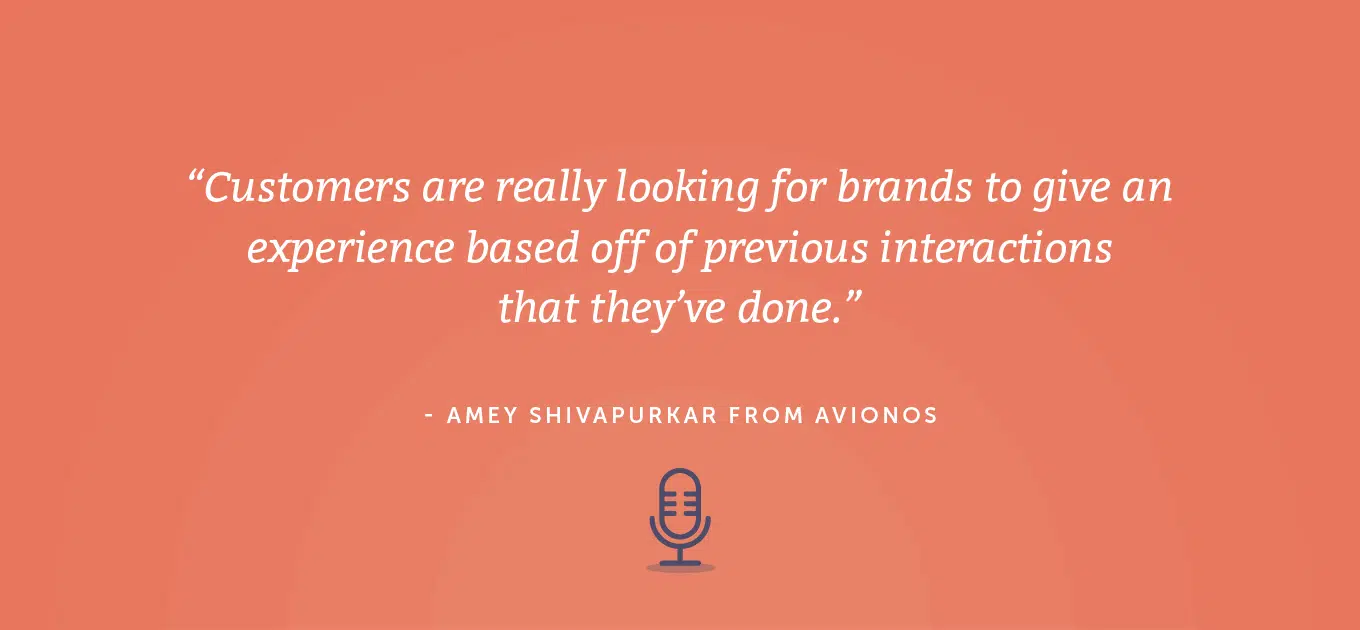 “Customers are really looking for brands to give an
experience based off of previous interactions
that they’ve done.”
- AMEY SHIVAPURKAR FROM AVIONOS